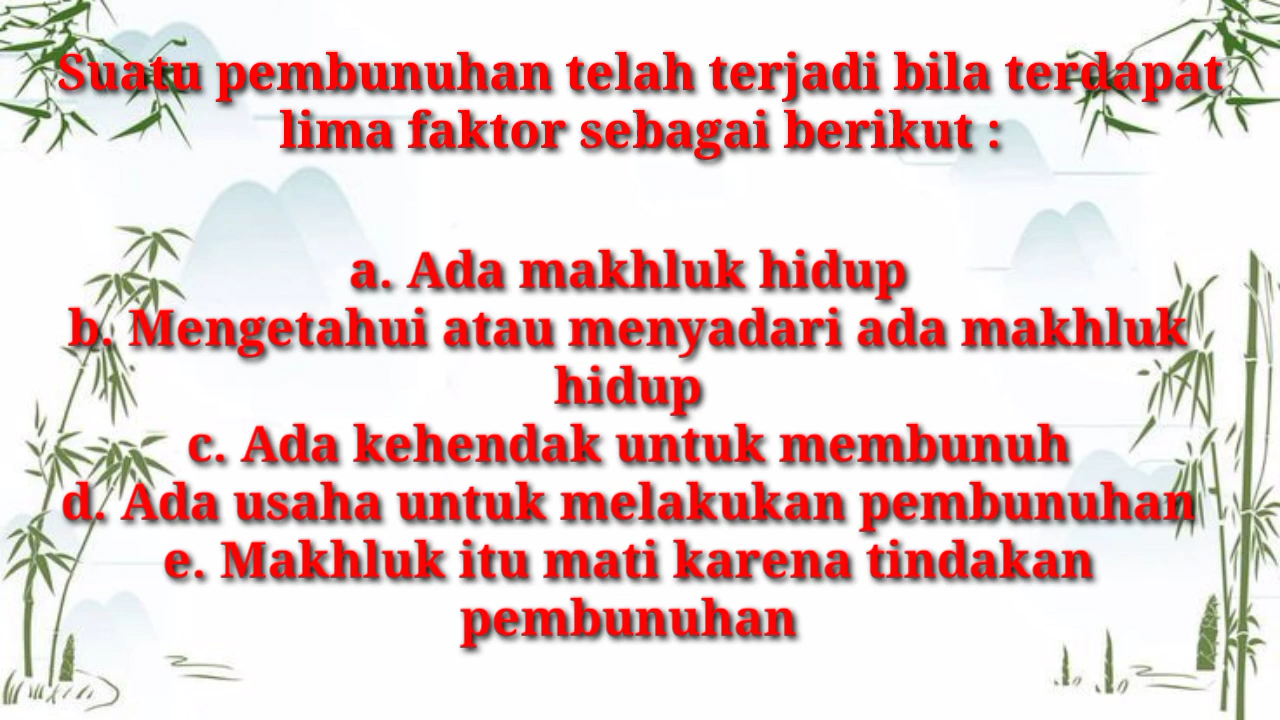 Suatu pembunuhan telah terjadi bila terdapat
lima faktor sebagai berikut :
a. Ada makhluk hidup
b. Mengetahui atau menyadari ada makhluk
hidup
c. Ada kehendak untuk membunuh
d. Ada usaha untuk melakukan pembunuhan
e. Makhluk itu mati karena tindakan
pembunuhan